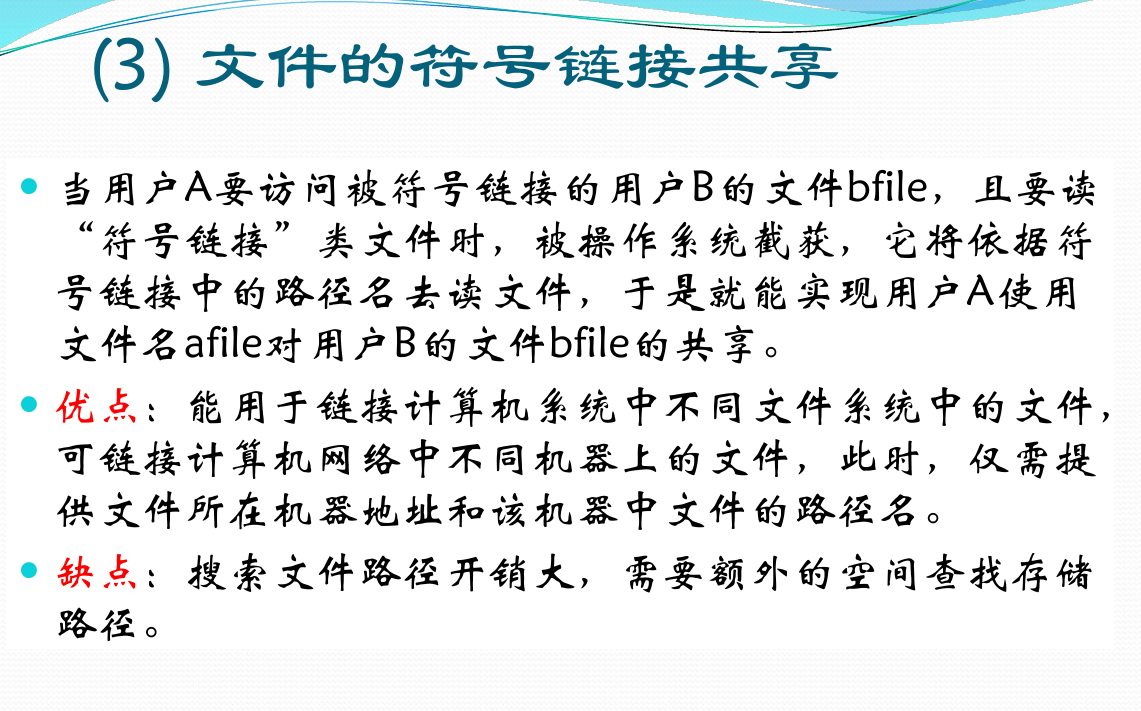 (3) 文件的符号链接共享
当用户A要访问被符号链接的用户B的文件bfile，且要读
“符号链接”类文件时，被操作系统截获，它将依据符
号链接中的路径名去读文件，于是就能实现用户A使用
文件名afile对用户B的文件bfile的共享。
优点：能用于链接计算机系统中不同文件系统中的文件，
可链接计算机网络中不同机器上的文件，此时，仅需提
供文件所在机器地址和该机器中文件的路径名。
缺点：搜索文件路径开销大，需要额外的空间查找存储
路径。